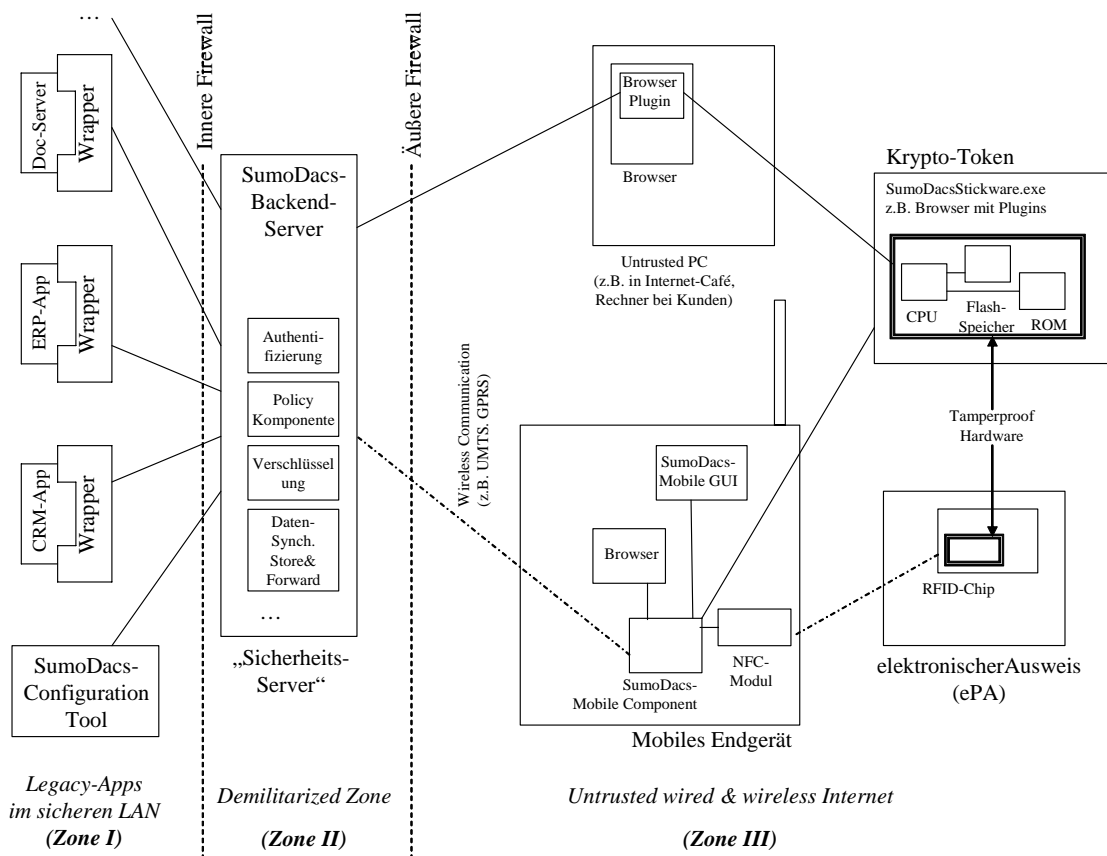 …
Doc-Server
Wrapper
ERP-App
Wrapper
CRM-App
Wrapper
SumoDacs-
Configuration
Tool
Legacy-Apps
im sicheren LAN
(Zone I)
Innere Firewall
SumoDacs-
Backend-
Server
Authenti-
fizierung
Policy
Komponente
Verschlüssel
ung
Daten-
Synch.
Store&
Forward
…
„Sicherheits-
Server“
Demilitarized Zone
(Zone II)
Äußere Firewall
Browser
Plugin
Browser
Untrusted PC
(z.B. in Internet-Café,
Rechner bei Kunden)
Wireless Communication
(z.B. UMTS. GPRS)
SumoDacs-
Mobile GUI
Browser
SumoDacs-
Mobile Component
NFC-
Modul
Mobiles Endgerät
Krypto-Token
SumoDacsStickware.exe
z.B. Browser mit Plugins
CPU
Flash-
Speicher
ROM
Tamperproof
Hardware
RFID-Chip
elektronischerAusweis
(ePA)
Untrusted wired & wireless Internet
(Zone III)